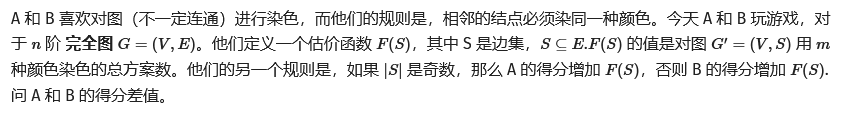 A 和 B 喜欢对图（不一定连通）进行染色，而他们的规则是，相邻的结点必须染同一种颜色。今天 A 和 B 玩游戏，对
于 n 阶 完全图 G = (V, E)。他们定义一个估价函数 F(S)，其中 S 是边集，S ⊆ E.F(S) 的值是对图 G′ = (V, S) 用 m
种颜色染色的总方案数。他们的另一个规则是，如果 |S| 是奇数，那么 A 的得分增加 F(S)，否则 B 的得分增加 F(S).
问 A 和 B 的得分差值。